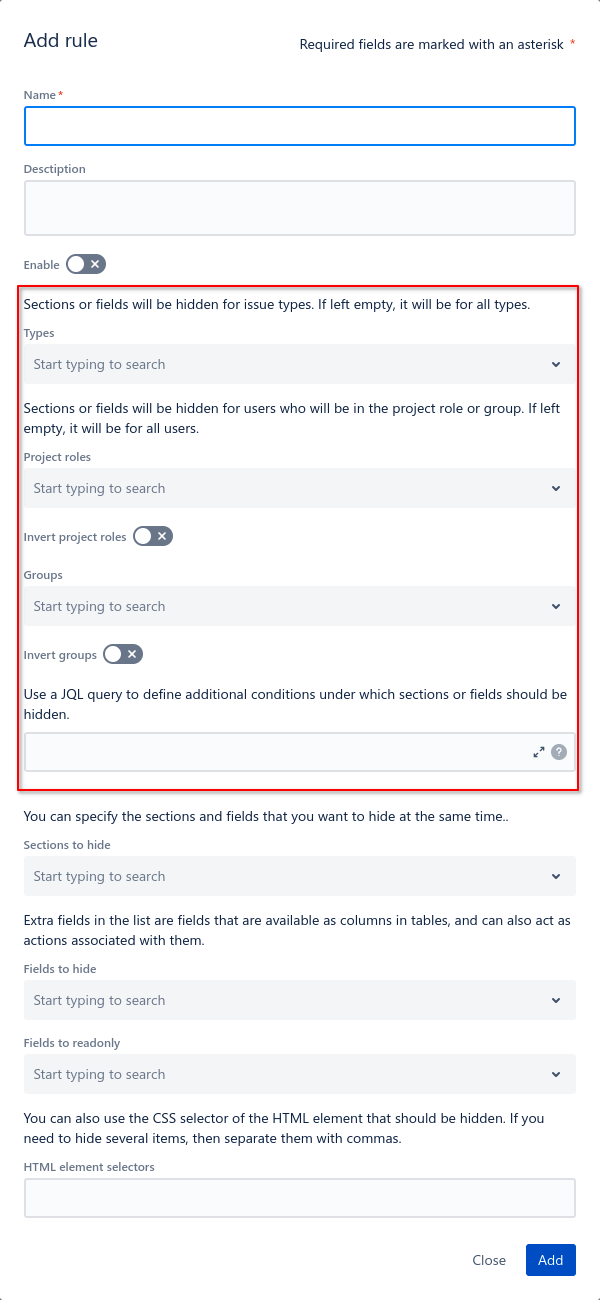 Add rule
Required fields are marked with an asterisk *
Name*
Desctiption
Enable
Sections or fields will be hidden for issue types. If left empty, it will be for all types.
Types
Start typing to search
Sections or fields will be hidden for users who will be in the project role or group. If left
empty, it will be for all users.
Project roles
Start typing to search
Invert project roles
Groups
Start typing to search
Invert groups
Use a JQL query to define additional conditions under which sections or fields should be
hidden.
?
You can specify the sections and fields that you want to hide at the same time..
Sections to hide
Start typing to search
Extra fields in the list are fields that are available as columns in tables, and can also act as
actions associated with them.
Fields to hide
Start typing to search
Fields to readonly
Start typing to search
You can also use the CSS selector of the HTML element that should be hidden. If you
need to hide several items, then separate them with commas.
HTML element selectors
Close
Add